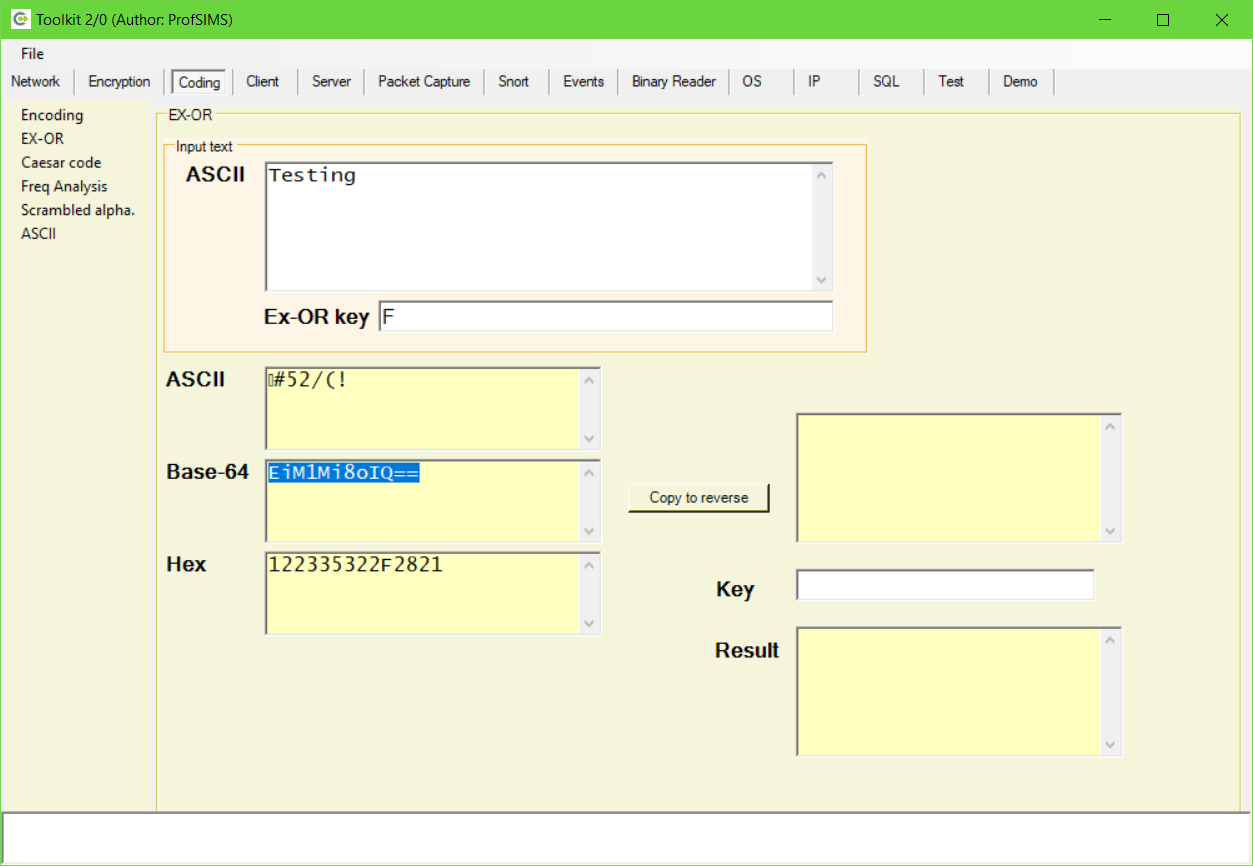 Toolkit 2/0 (Author: ProfSIMS)
File
Network Encryption Coding Client Server Packet Capture Snort Events Binary Reader OS IP SQL Test Demo
Encoding
EX-OR
Caesar code
Freq Analysis
Scrambled alpha.
ASCII
EX-OR
Input text
ASCII Testing
Ex-OR key F
ASCII #52/(!
Base-64 EiM1Mi8oIQ==
Copy to reverse
Hex 122335322F2821
Key
Result